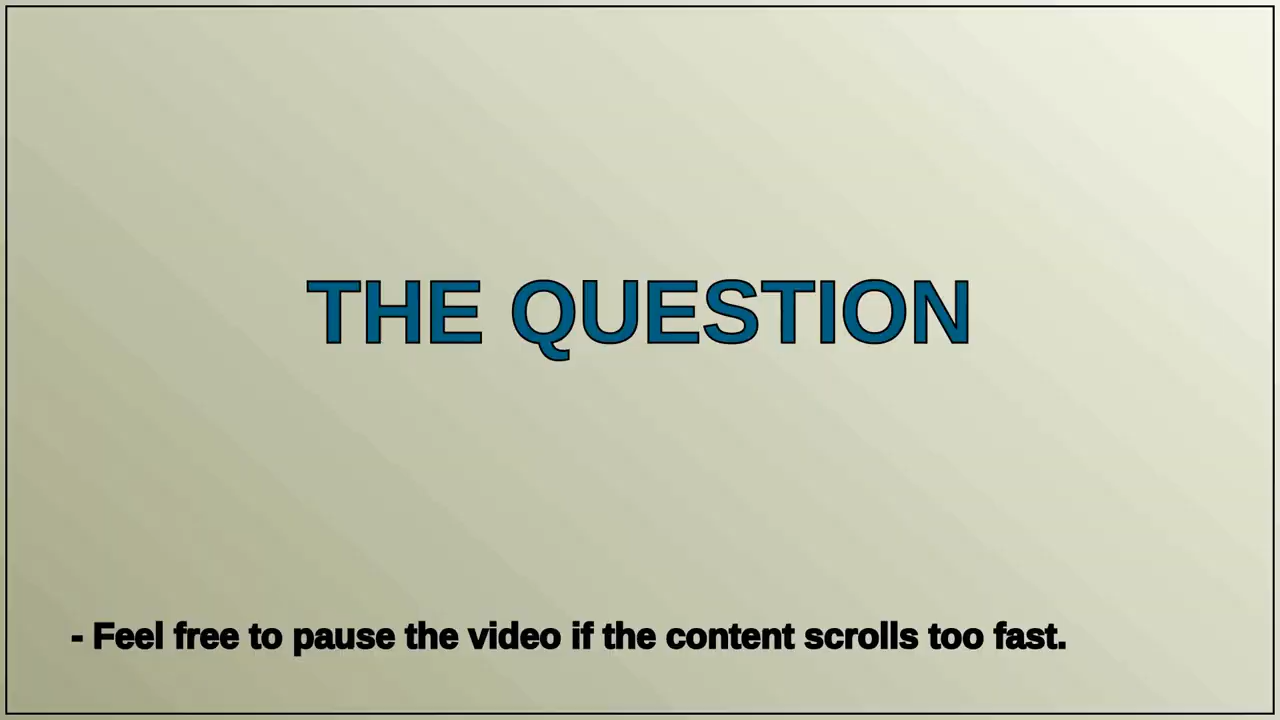 THE QUESTION
- Feel free to pause the video if the content scrolls too fast.